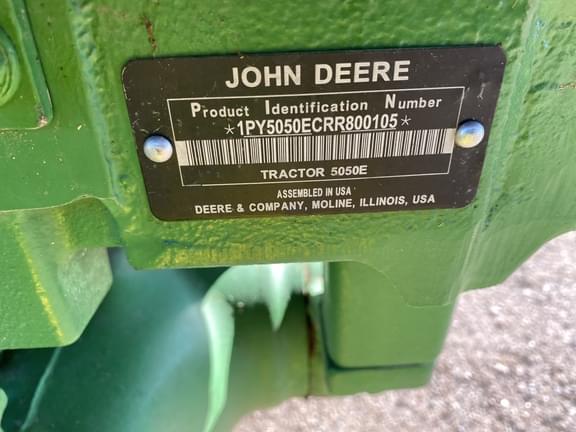 JOHN DEERE
Product Identification Number
*1PY5050ECRR800105*
TRACTOR 5050E
ASSEMBLED IN USA
DEERE & COMPANY, MOLINE, ILLINOIS, USA